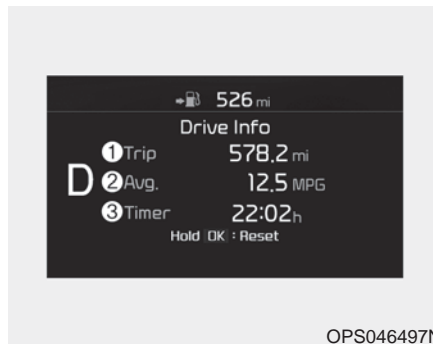 526 mi
Drive Info
1 Trip 578.2 mi
D 2 Avg. 12.5 MPG
3 Timer 22:02h
Hold OK : Reset
OPS046497N